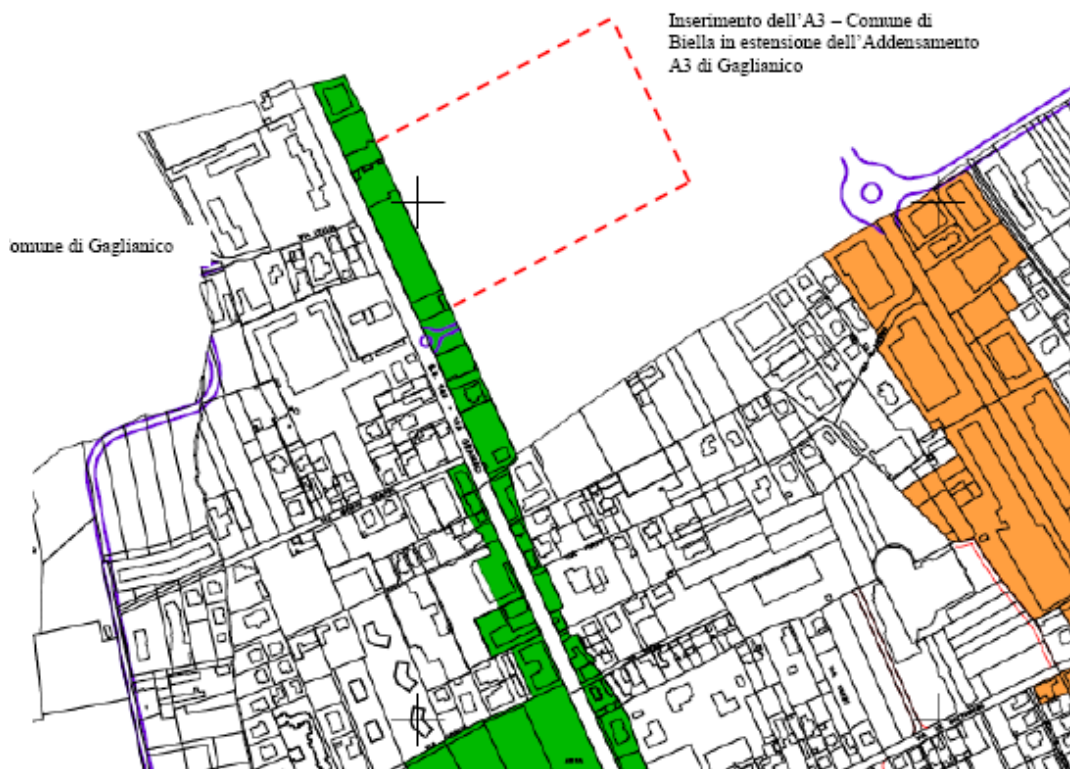 Inserimento dell'A3 – Comune di
Biella in estensione dell'Addensamento
A3 di Gaglianico
omune di Gaglianico